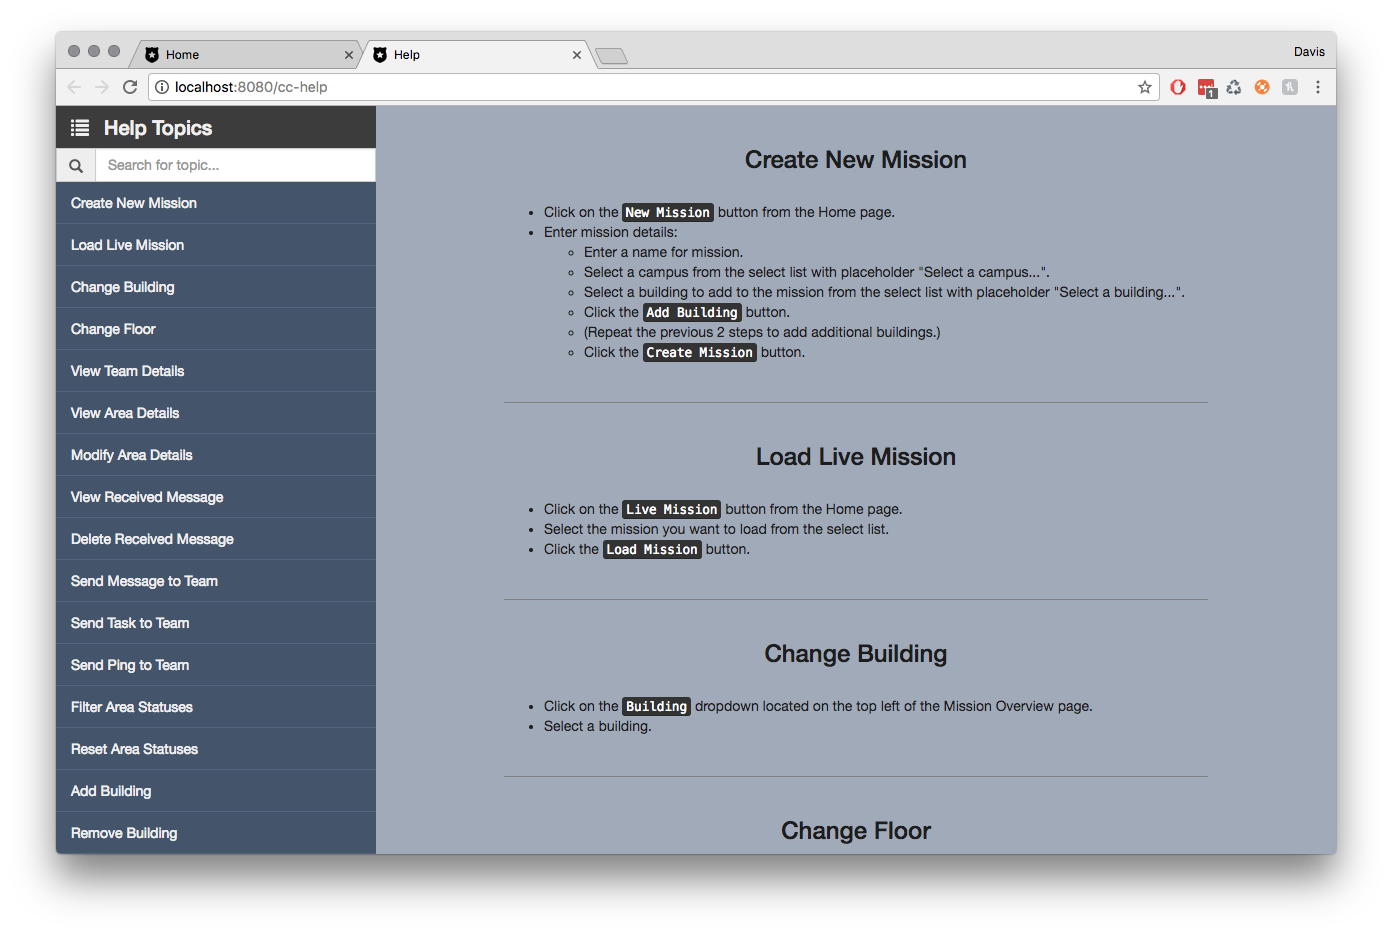 Home
Help
Davis
localhost:8080/cc-help
1
Help Topics
Search for topic...
Create New Mission
Load Live Mission
Change Building
Change Floor
View Team Details
View Area Details
Modify Area Details
View Received Message
Delete Received Message
Send Message to Team
Send Task to Team
Send Ping to Team
Filter Area Statuses
Reset Area Statuses
Add Building
Remove Building
Create New Mission
Click on the New Mission button from the Home page.
Enter mission details:
Enter a name for mission.
Select a campus from the select list with placeholder "Select a campus...".
Select a building to add to the mission from the select list with placeholder "Select a building...".
Click the Add Building button.
(Repeat the previous 2 steps to add additional buildings.)
Click the Create Mission button.
Load Live Mission
Click on the Live Mission button from the Home page.
Select the mission you want to load from the select list.
Click the Load Mission button.
Change Building
Click on the Building dropdown located on the top left of the Mission Overview page.
Select a building.
Change Floor